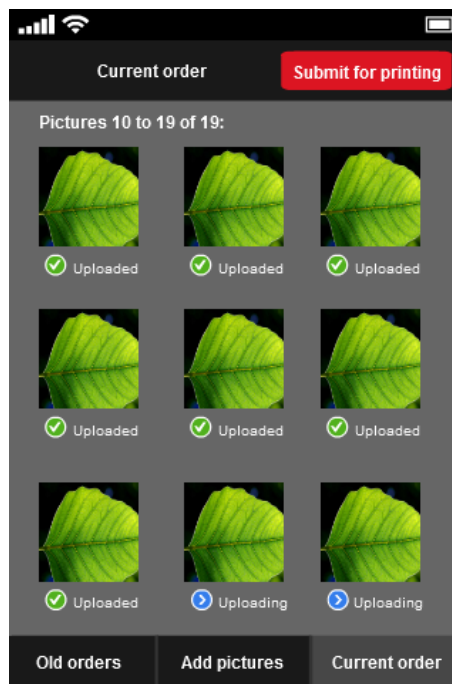 Current order
Submit for printing
Pictures 10 to 19 of 19:
Uploaded Uploaded Uploaded
Uploaded Uploaded Uploaded
Uploaded Uploading Uploading
Old orders Add pictures Current order